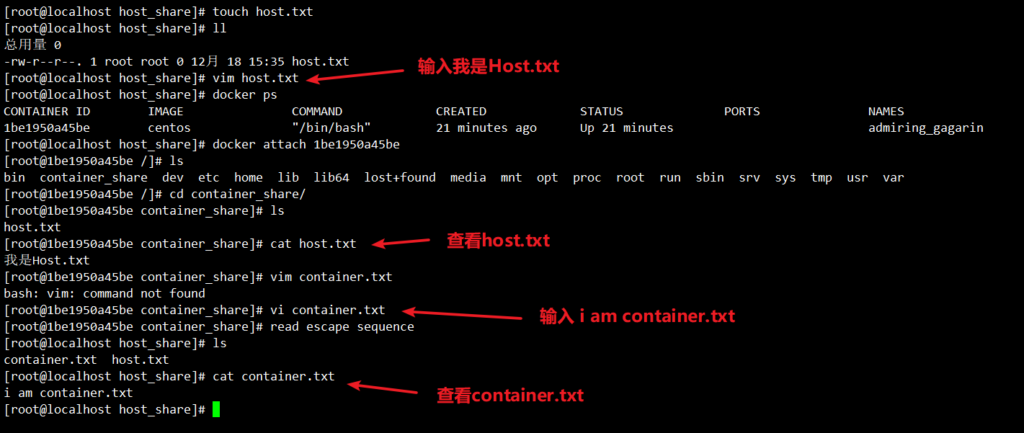 [root@localhost host_share]# touch host.txt
[root@localhost host_share]# ll
总用量 0
-rw-r--r--. 1 root root 0 12月 18 15:35 host.txt
[root@localhost host_share]# vim host.txt
输入我是Host.txt
[root@localhost host_share]# docker ps
CONTAINER ID IMAGE COMMAND CREATED STATUS PORTS NAMES
1be1950a45be centos "/bin/bash" 21 minutes ago Up 21 minutes admiring_gagarin
[root@localhost host_share]# docker attach 1be1950a45be
[root@1be1950a45be /]# ls
bin container_share dev etc home lib lib64 lost+found media mnt opt proc root run sbin srv sys tmp usr var
[root@1be1950a45be /]# cd container_share/
[root@1be1950a45be container_share]# ls
host.txt
[root@1be1950a45be container_share]# cat host.txt
查看host.txt
我是Host.txt
[root@1be1950a45be container_share]# vim container.txt
bash: vim: command not found
[root@1be1950a45be container_share]# vi container.txt
输入 i am container.txt
[root@1be1950a45be container_share]# read escape sequence
[root@localhost host_share]# ls
container.txt host.txt
[root@localhost host_share]# cat container.txt
查看container.txt
i am container.txt
[root@localhost host_share]#